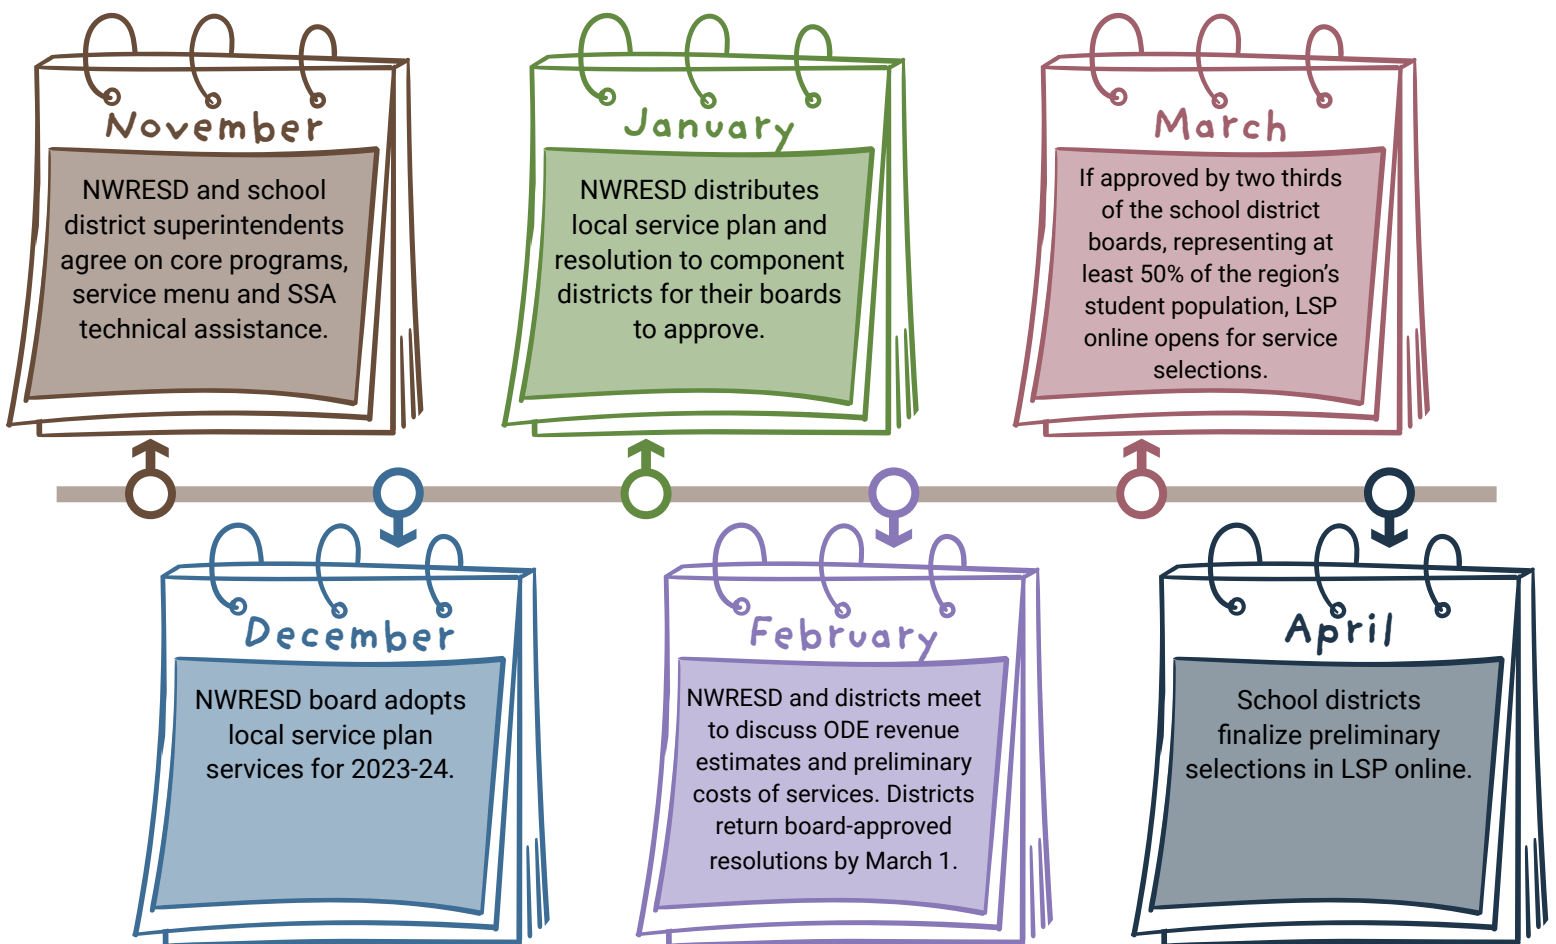 November
NWRESD and school
district superintendents
agree on core programs,
service menu and SSA
technical assistance.
December
NWRESD board adopts
local service plan
services for 2023-24.
January
NWRESD distributes
local service plan and
resolution to component
districts for their boards
to approve.
February
NWRESD and districts meet
to discuss ODE revenue
estimates and preliminary
costs of services. Districts
return board-approved
resolutions by March 1.
March
If approved by two thirds
of the school district
boards, representing at
least 50% of the region’s
student population, LSP
online opens for service
selections.
April
School districts
finalize preliminary
selections in LSP online.